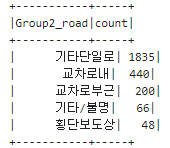 +-----------+-----+
|Group2_road|count|
+-----------+-----+
|     기타단일로| 1835|
|      교차로내|  440|
|     교차로부근|  200|
|     기타/불명|   66|
|     횡단보도상|   48|
+-----------+-----+